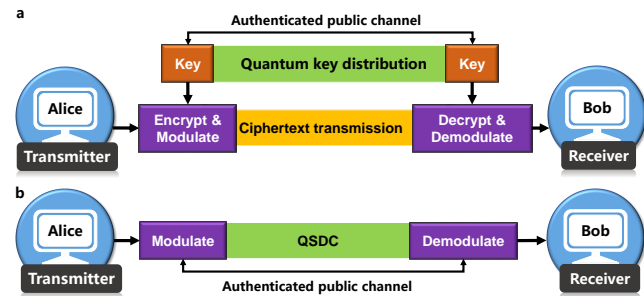 a
Authenticated public channel
Key
Quantum key distribution
Key
Alice
Transmitter
Encrypt &
Modulate
Ciphertext transmission
Decrypt &
Demodulate
Bob
Receiver
b
Alice
Transmitter
Modulate
QSDC
Demodulate
Bob
Receiver
Authenticated public channel